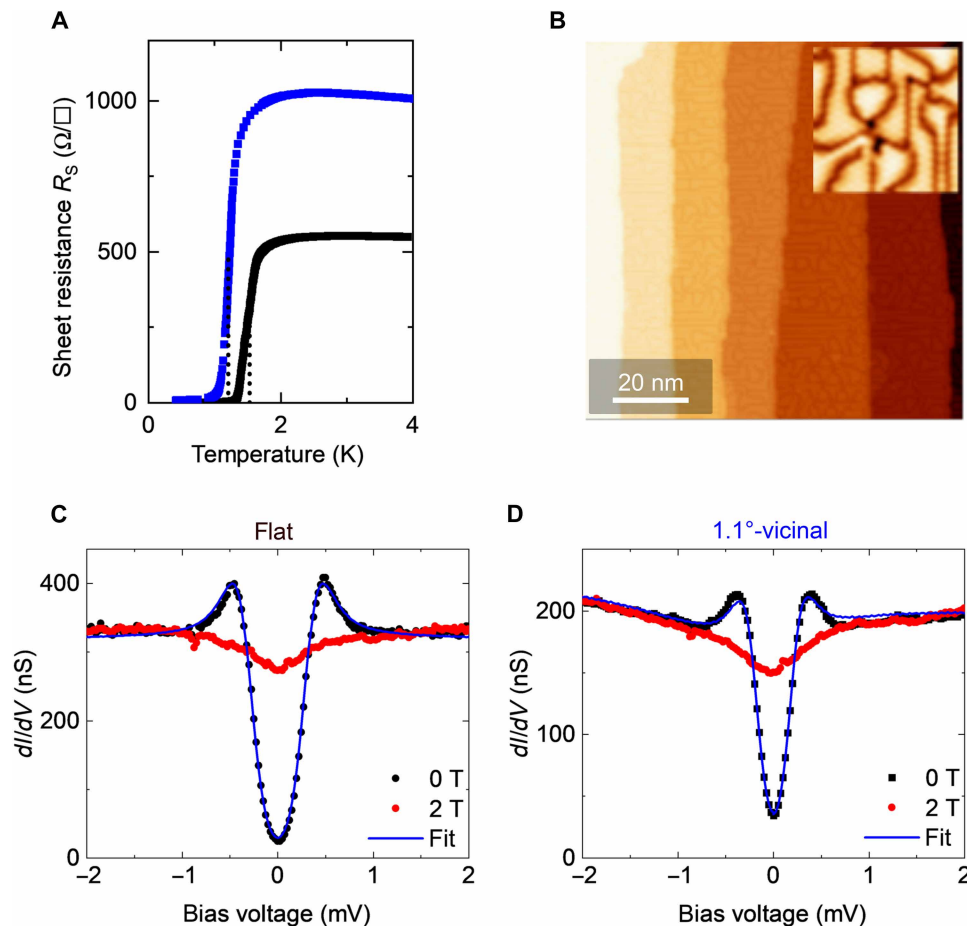 A
Sheet resistance Rₛ (Ω/□)
1000
500
0
0 2 4
Temperature (K)
B
20 nm
C
Flat
dI/dV (nS)
400
200
0
0 T
2 T
Fit
−2 −1 0 1 2
Bias voltage (mV)
D
1.1°-vicinal
dI/dV (nS)
200
100
0
0 T
2 T
Fit
−2 −1 0 1 2
Bias voltage (mV)